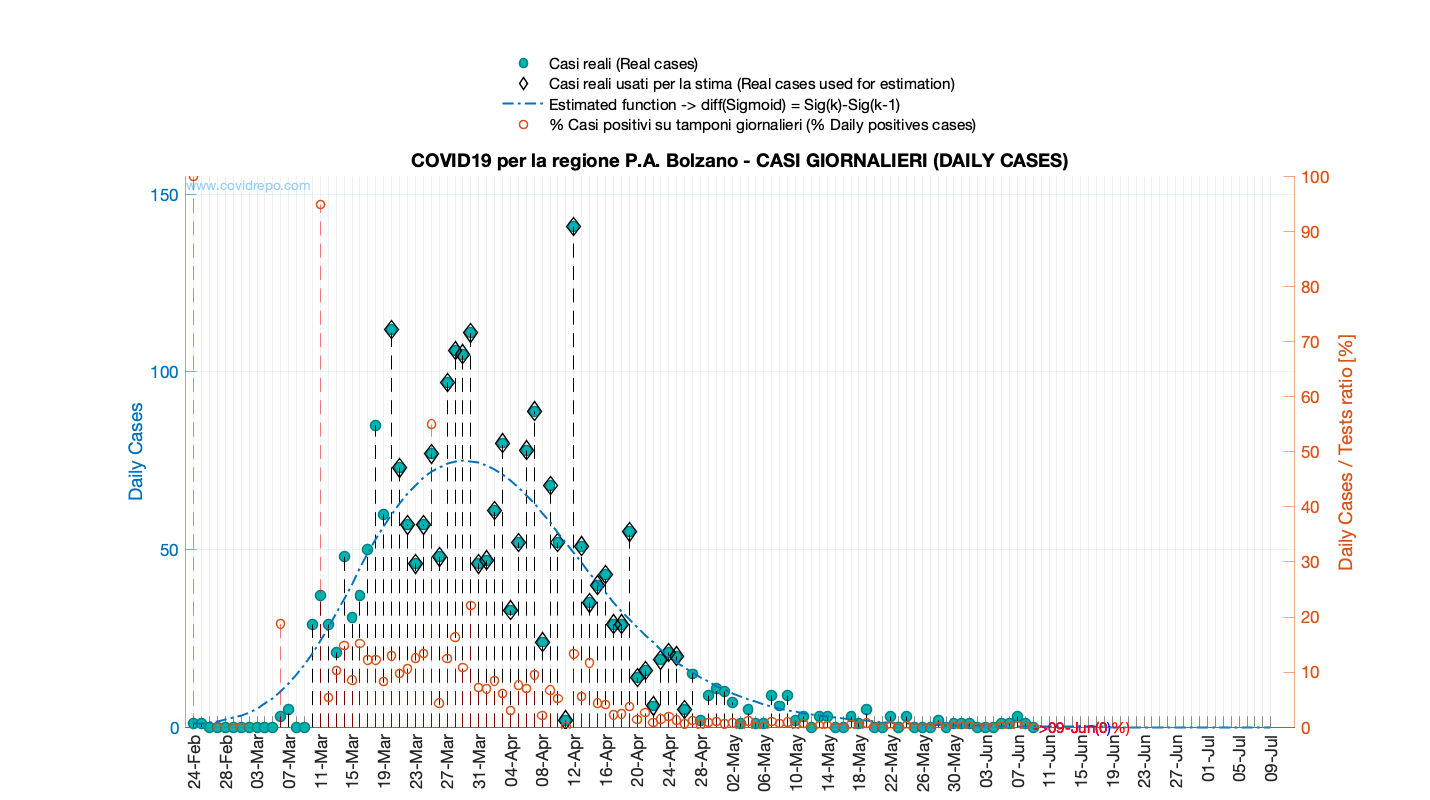 Casi reali (Real cases)
Casi reali usati per la stima (Real cases used for estimation)
Estimated function -> diff(Sigmoid) = Sig(k)-Sig(k-1)
% Casi positivi su tamponi giornalieri (% Daily positives cases)
COVID19 per la regione P.A. Bolzano - CASI GIORNALIERI (DAILY CASES)
www.covidrepo.com
150
100
50
0
Daily Cases
100
90
80
70
60
50
40
30
20
10
0
Daily Cases / Tests ratio [%]
24-Feb
28-Feb
03-Mar
07-Mar
11-Mar
15-Mar
19-Mar
23-Mar
27-Mar
31-Mar
04-Apr
08-Apr
12-Apr
16-Apr
20-Apr
24-Apr
28-Apr
02-May
06-May
10-May
14-May
18-May
22-May
26-May
30-May
03-Jun
07-Jun
11-Jun
15-Jun
19-Jun
23-Jun
27-Jun
01-Jul
05-Jul
09-Jul